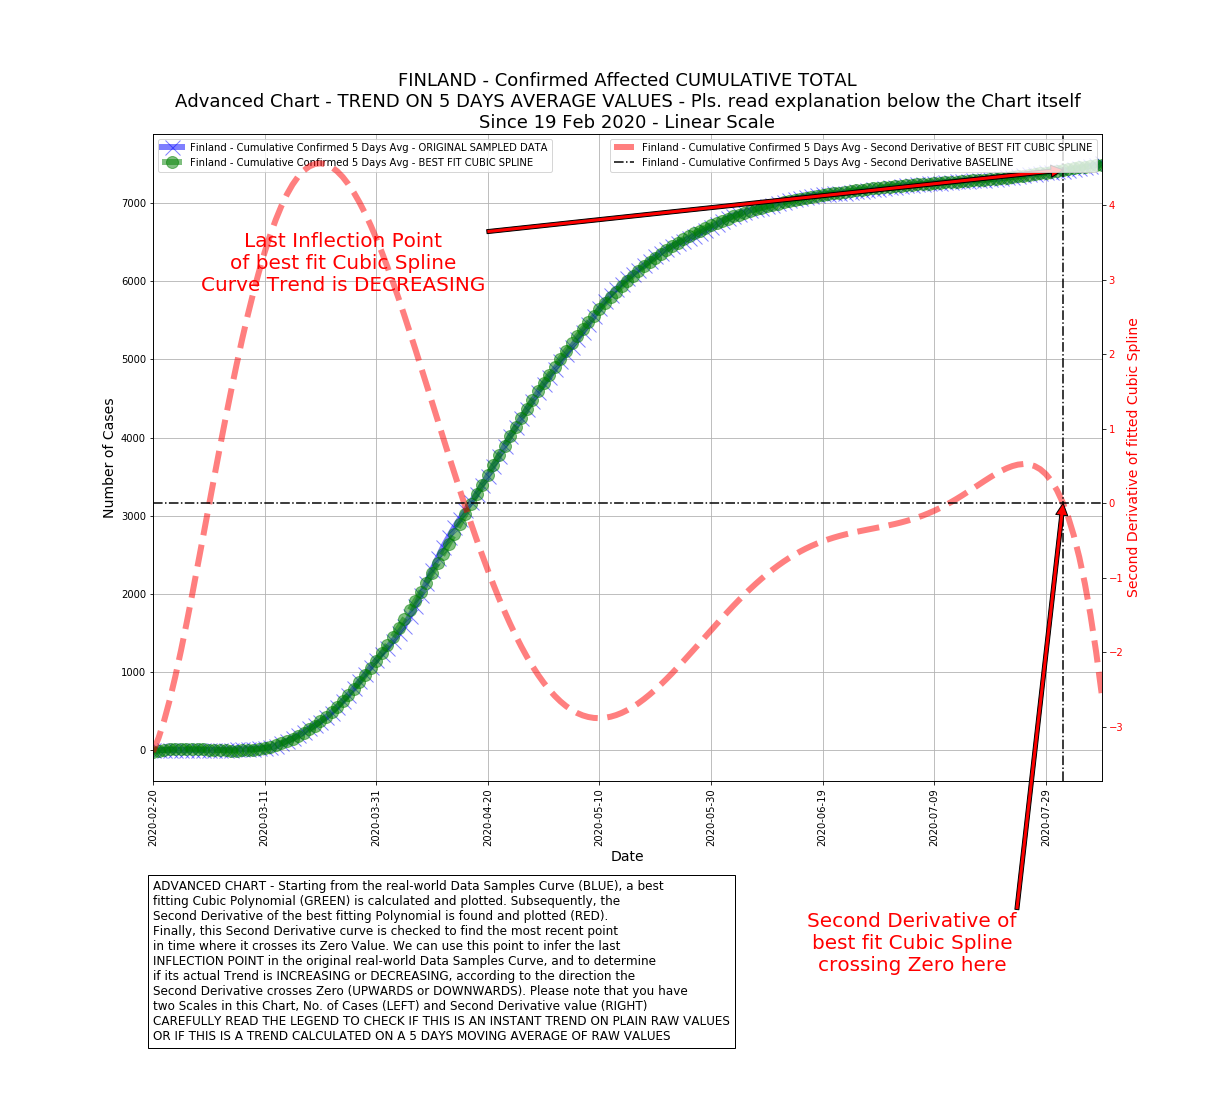 FINLAND - Confirmed Affected CUMULATIVE TOTAL
Advanced Chart - TREND ON 5 DAYS AVERAGE VALUES - Pls. read explanation below the Chart itself
Since 19 Feb 2020 - Linear Scale
Finland - Cumulative Confirmed 5 Days Avg - ORIGINAL SAMPLED DATA
Finland - Cumulative Confirmed 5 Days Avg - BEST FIT CUBIC SPLINE
Finland - Cumulative Confirmed 5 Days Avg - Second Derivative of BEST FIT CUBIC SPLINE
Finland - Cumulative Confirmed 5 Days Avg - Second Derivative BASELINE
Last Inflection Point
of best fit Cubic Spline
Curve Trend is DECREASING
Number of Cases
7000
6000
5000
4000
3000
2000
1000
0
4
3
2
1
0
−1
−2
−3
Second Derivative of fitted Cubic Spline
2020-02-20
2020-03-11
2020-03-31
2020-04-20
2020-05-10
2020-05-30
2020-06-19
2020-07-09
2020-07-29
Date
ADVANCED CHART - Starting from the real-world Data Samples Curve (BLUE), a best
fitting Cubic Polynomial (GREEN) is calculated and plotted. Subsequently, the
Second Derivative of the best fitting Polynomial is found and plotted (RED).
Finally, this Second Derivative curve is checked to find the most recent point
in time where it crosses its Zero Value. We can use this point to infer the last
INFLECTION POINT in the original real-world Data Samples Curve, and to determine
if its actual Trend is INCREASING or DECREASING, according to the direction the
Second Derivative crosses Zero (UPWARDS or DOWNWARDS). Please note that you have
two Scales in this Chart, No. of Cases (LEFT) and Second Derivative value (RIGHT)
CAREFULLY READ THE LEGEND TO CHECK IF THIS IS AN INSTANT TREND ON PLAIN RAW VALUES
OR IF THIS IS A TREND CALCULATED ON A 5 DAYS MOVING AVERAGE OF RAW VALUES
Second Derivative of
best fit Cubic Spline
crossing Zero here